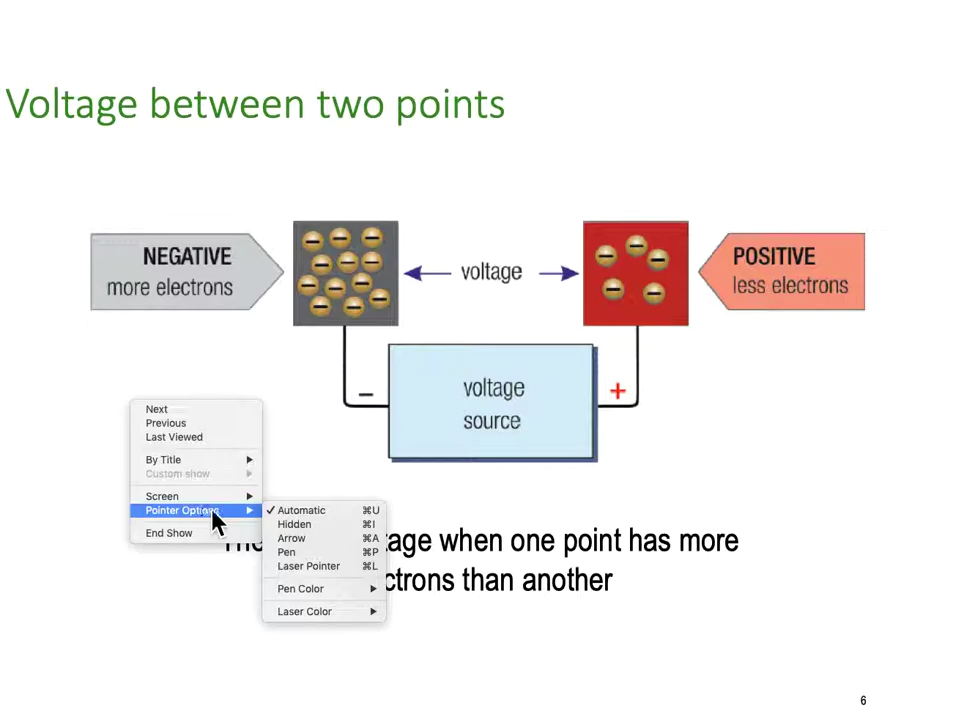 Voltage between two points
NEGATIVE
more electrons
voltage
POSITIVE
less electrons
− voltage +
source
Next
Previous
Last Viewed
By Title
Custom show
Screen
Pointer Options
End Show
✓ Automatic ⌘U
Hidden ⌘I
Arrow ⌘A
Pen ⌘P
Laser Pointer ⌘L
Pen Color
Laser Color
when one point has more
than another
6